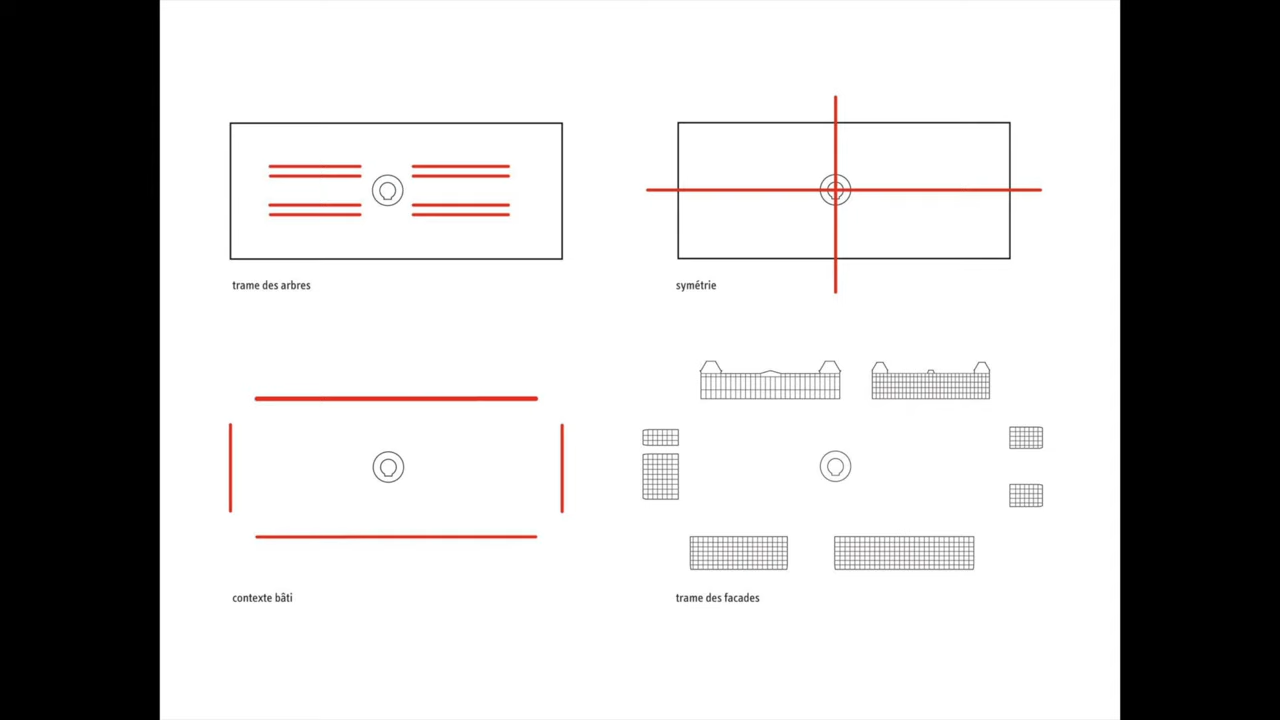 trame des arbres
symétrie
contexte bâti
trame des facades